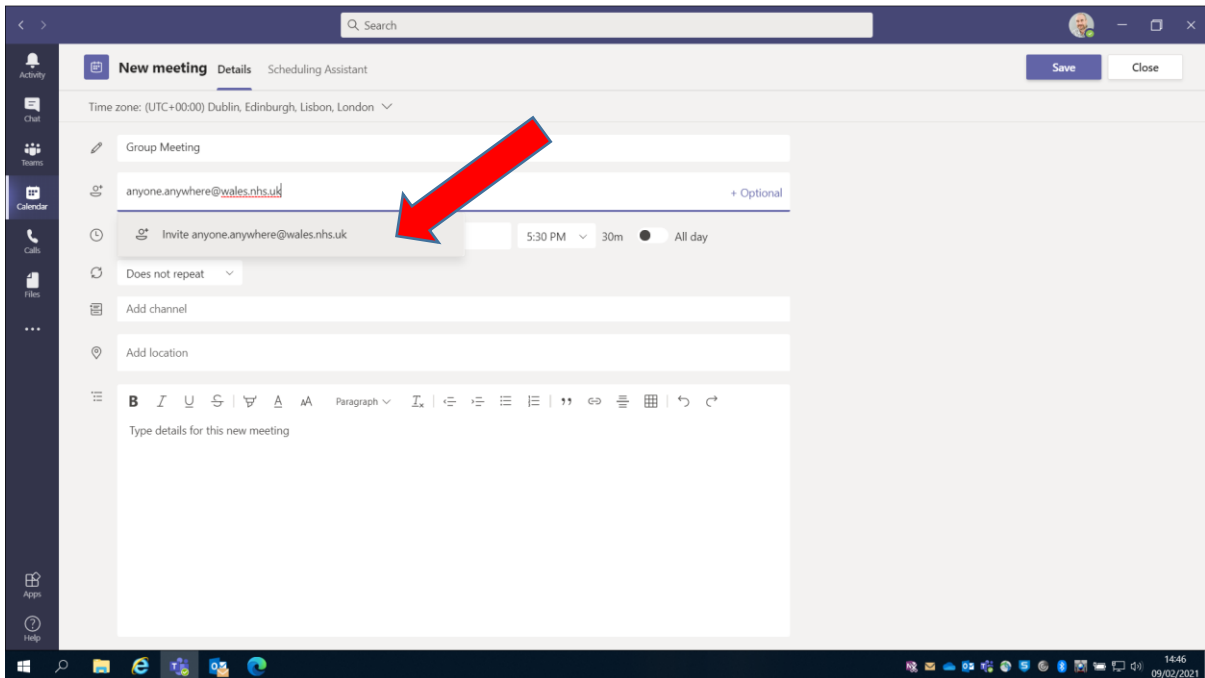 Search
Activity
Chat
Teams
Calendar
Calls
Files
Apps
Help
New meeting Details Scheduling Assistant Save Close
Time zone: (UTC+00:00) Dublin, Edinburgh, Lisbon, London
Group Meeting
anyone.anywhere@wales.nhs.uk + Optional
Invite anyone.anywhere@wales.nhs.uk 5:30 PM 30m All day
Does not repeat
Add channel
Add location
B I U S A AA Paragraph Ix
Type details for this new meeting
14:46
09/02/2021